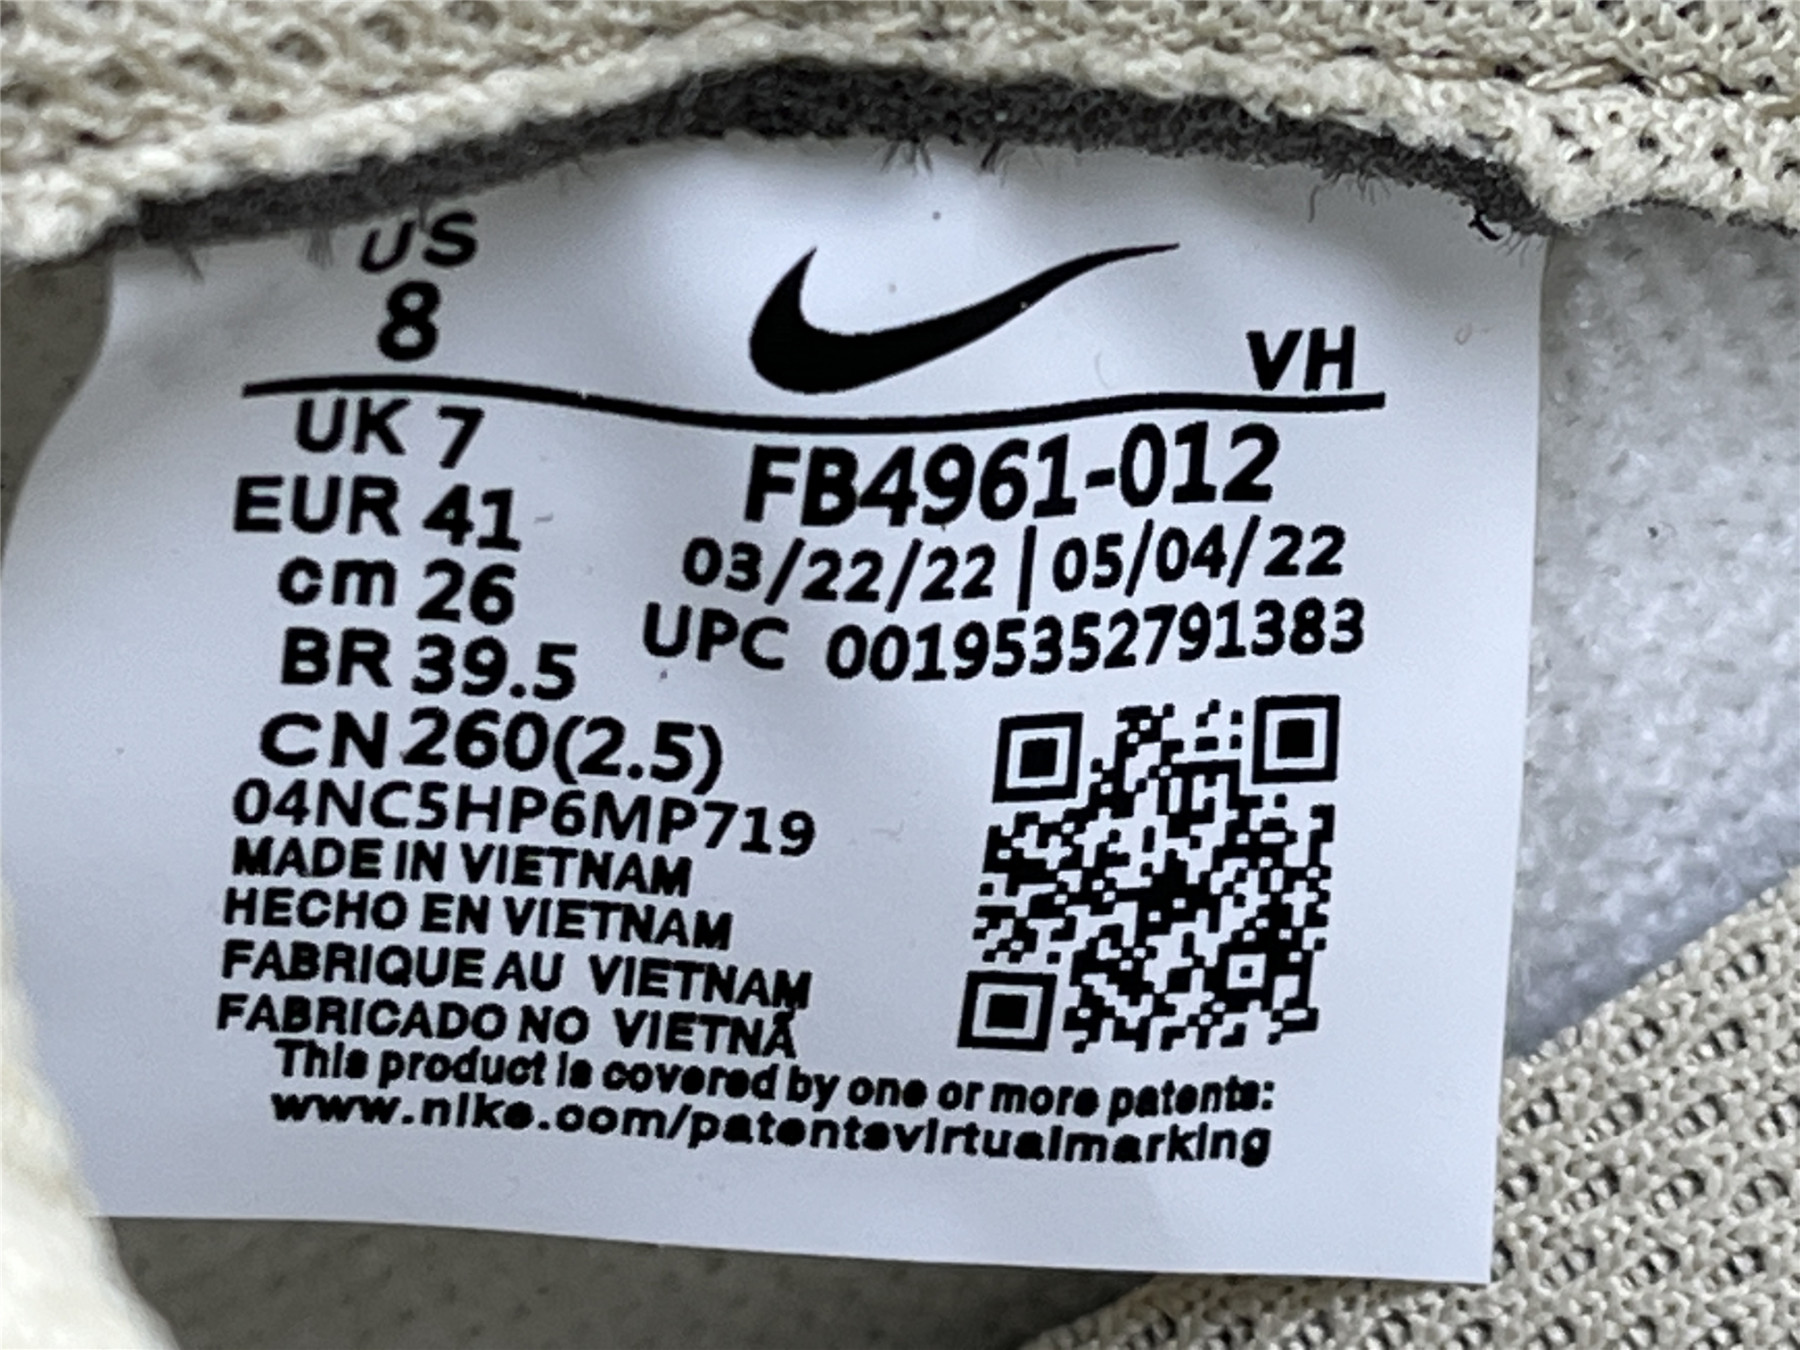 US
8
VH
UK 7
EUR 41
cm 26
BR 39.5
CN 260(2.5)
FB4961-012
03/22/22 | 05/04/22
UPC 00195352791383
04NC5HP6MP719
MADE IN VIETNAM
HECHO EN VIETNAM
FABRIQUE AU VIETNAM
FABRICADO NO VIETNÃ
This product is covered by one or more patents:
www.nike.com/patentsvirtualmarking